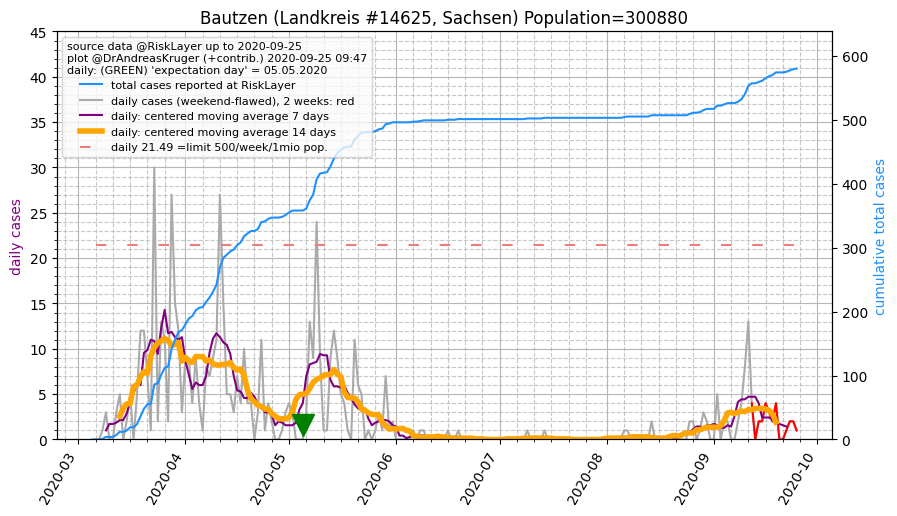 Bautzen (Landkreis #14625, Sachsen) Population=300880
source data @RiskLayer up to 2020-09-25
plot @DrAndreasKruger (+contrib.) 2020-09-25 09:47
daily: (GREEN) 'expectation day' = 05.05.2020
total cases reported at RiskLayer
daily cases (weekend-flawed), 2 weeks: red
daily: centered moving average 7 days
daily: centered moving average 14 days
daily 21.49 =limit 500/week/1mio pop.
daily cases
45
40
35
30
25
20
15
10
5
0
cumulative total cases
600
500
400
300
200
100
0
2020-03
2020-04
2020-05
2020-06
2020-07
2020-08
2020-09
2020-10